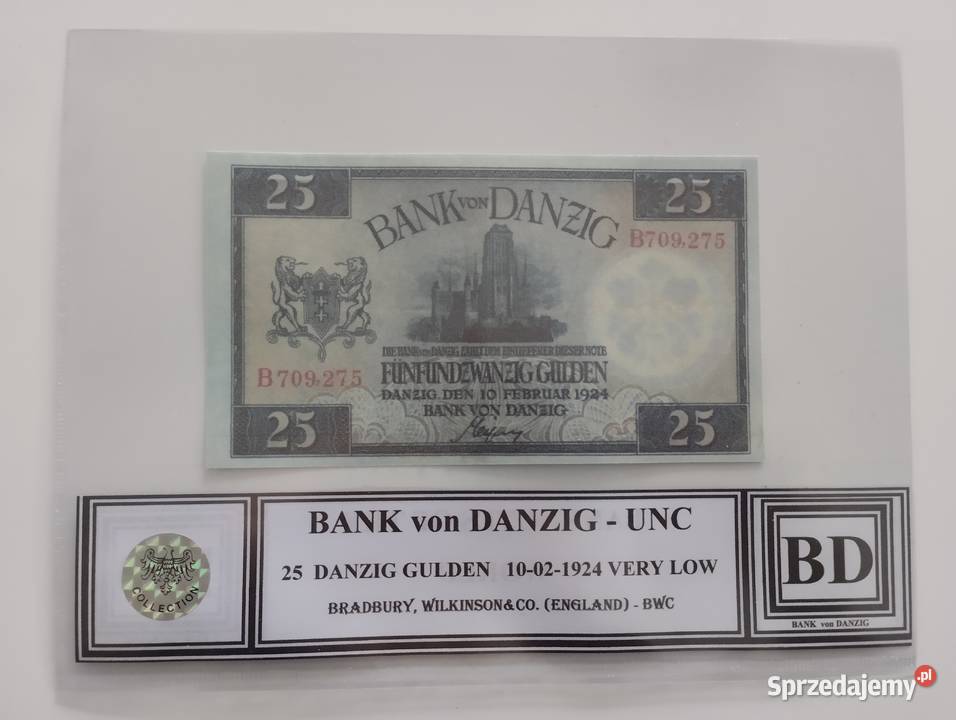 25
25
BANK VON DANZIG
B709,275
DIE BANK VON DANZIG ZAHLT DEM EINLIEFERER DIESER NOTE
B709,275
FÜNFUNDZWANZIG GULDEN
DANZIG, DEN 10 FEBRUAR 1924
BANK VON DANZIG
25
25
BANK von DANZIG - UNC
25 DANZIG GULDEN 10-02-1924 VERY LOW
BRADBURY, WILKINSON&CO. (ENGLAND) - BWC
COLLECTION
BD
BANK von DANZIG
Sprzedajemy.pl